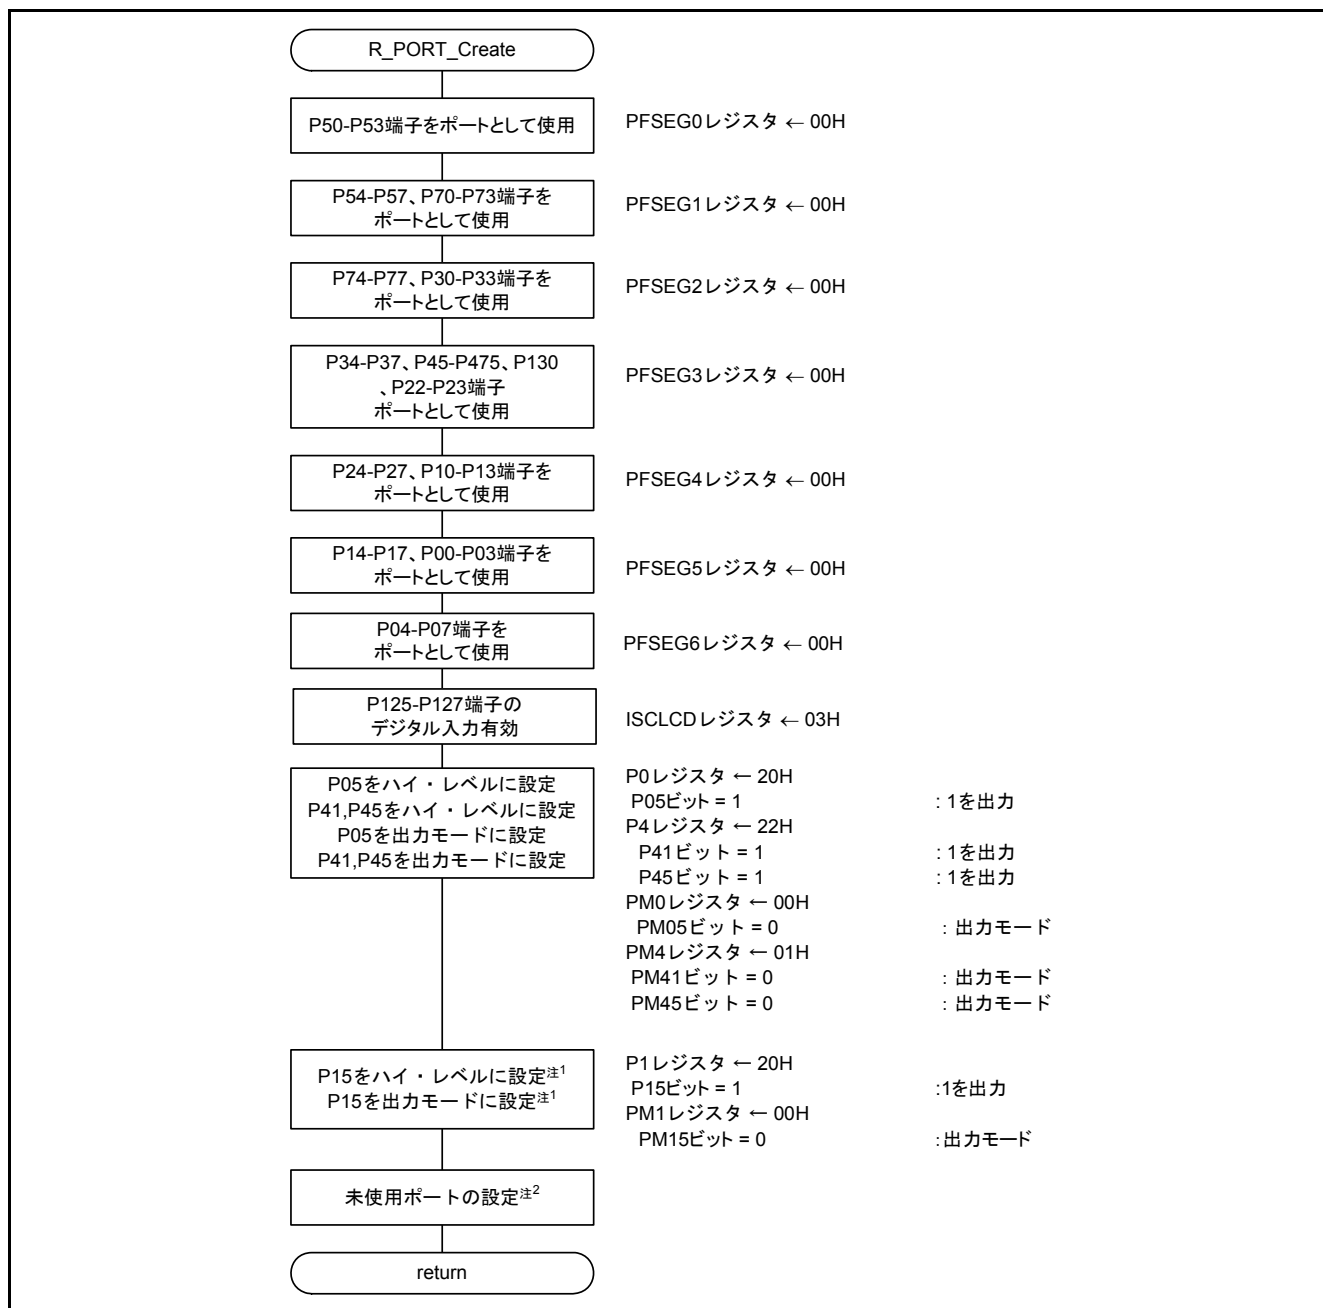 R_PORT_Create
P50-P53端子をポートとして使用
PFSEG0レジスタ ← 00H
P54-P57、P70-P73端子を
ポートとして使用
PFSEG1レジスタ ← 00H
P74-P77、P30-P33端子を
ポートとして使用
PFSEG2レジスタ ← 00H
P34-P37、P45-P475、P130
、P22-P23端子
ポートとして使用
PFSEG3レジスタ ← 00H
P24-P27、P10-P13端子を
ポートとして使用
PFSEG4レジスタ ← 00H
P14-P17、P00-P03端子を
ポートとして使用
PFSEG5レジスタ ← 00H
P04-P07端子を
ポートとして使用
PFSEG6レジスタ ← 00H
P125-P127端子の
デジタル入力有効
ISCLCDレジスタ ← 03H
P05をハイ・レベルに設定
P41,P45をハイ・レベルに設定
P05を出力モードに設定
P41,P45を出力モードに設定
P0レジスタ ← 20H
P05ビット = 1 : 1を出力
P4レジスタ ← 22H
P41ビット = 1 : 1を出力
P45ビット = 1 : 1を出力
PM0レジスタ ← 00H
PM05ビット = 0 : 出力モード
PM4レジスタ ← 01H
PM41ビット = 0 : 出力モード
PM45ビット = 0 : 出力モード
P15をハイ・レベルに設定注1
P15を出力モードに設定注1
P1レジスタ ← 20H
P15ビット = 1 :1を出力
PM1レジスタ ← 00H
PM15ビット = 0 :出力モード
未使用ポートの設定注2
return